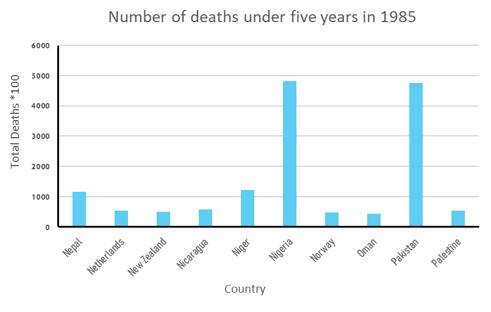 Number of deaths under five years in 1985
Total Deaths *100
6000
5000
4000
3000
2000
1000
0
Nepal
Netherlands
New Zealand
Nicaragua
Niger
Nigeria
Norway
Oman
Pakistan
Palestine
Country